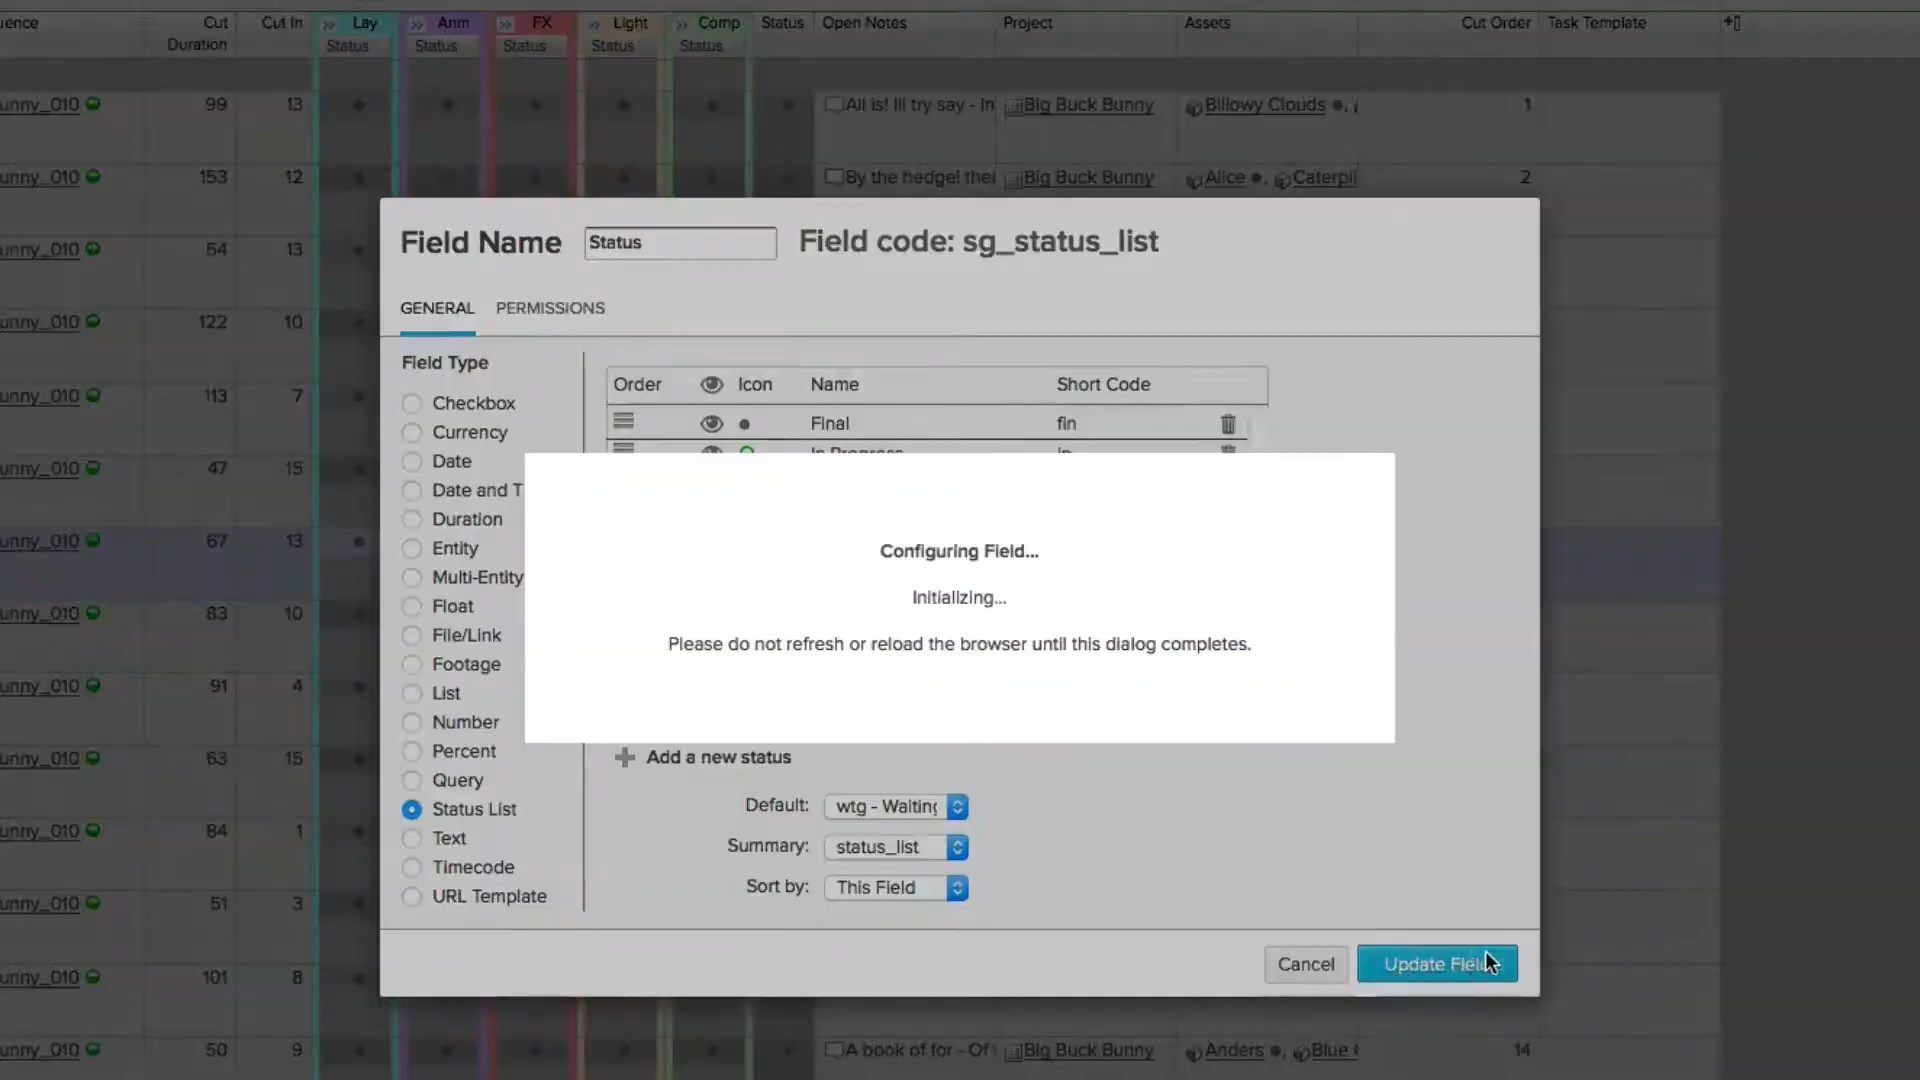 ence Cut Duration Cut In Lay Status Anm Status FX Status Light Status Comp Status Status Open Notes Project Assets Cut Order Task Template
unny_010 99 13 All is! Ill try say - In Big Buck Bunny Billowy Clouds 1
unny_010 153 12 By the hedge! thei Big Buck Bunny Alice , Caterpil 2
unny_010 54 13
unny_010 122 10
unny_010 113 7
unny_010 47 15
unny_010 67 13
unny_010 83 10
unny_010 91 4
unny_010 63 15
unny_010 84 1
unny_010 51 3
unny_010 101 8
unny_010 50 9 A book of for - Of Big Buck Bunny Anders , Blue 14
Field Name Status Field code: sg_status_list
GENERAL PERMISSIONS
Field Type
Checkbox
Currency
Date
Date and T
Duration
Entity
Multi-Entity
Float
File/Link
Footage
List
Number
Percent
Query
Status List
Text
Timecode
URL Template
Order Icon Name Short Code
Final fin
In Progress ip
Configuring Field...
Initializing...
Please do not refresh or reload the browser until this dialog completes.
Add a new status
Default: wtg - Waiting
Summary: status_list
Sort by: This Field
Cancel Update Field